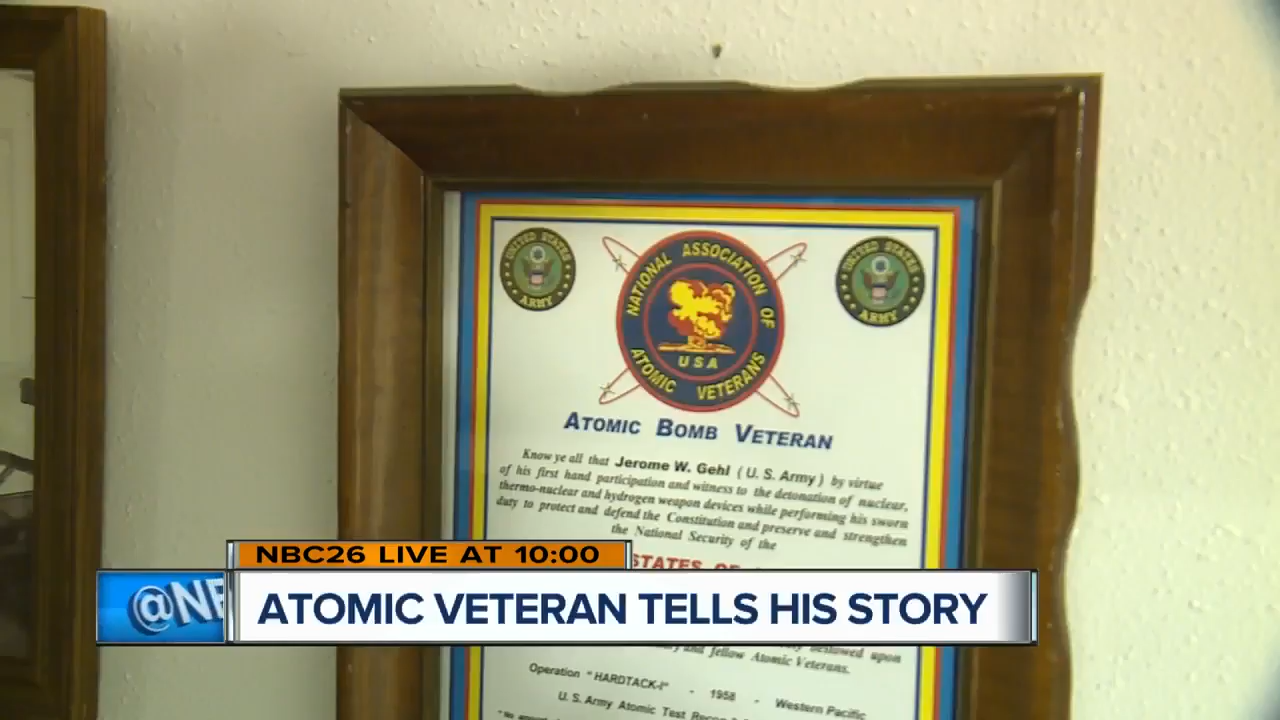 UNITED STATES
ARMY
NATIONAL ASSOCIATION OF
ATOMIC VETERANS
USA
UNITED STATES
ARMY
ATOMIC BOMB VETERAN
Know ye all that Jerome W. Gehl ( U. S. Army ) by virtue
of his first hand participation and witness to the detonation of nuclear,
thermo-nuclear and hydrogen weapon devices while performing his sworn
duty to protect and defend the Constitution and preserve and strengthen
the National Security of the
STATES OF
NBC26 LIVE AT 10:00
@NB
ATOMIC VETERAN TELLS HIS STORY
bestowed upon
and fellow Atomic Veterans.
Operation "HARDTACK-I" - 1958 - Western Pacific
U. S. Army Atomic Test